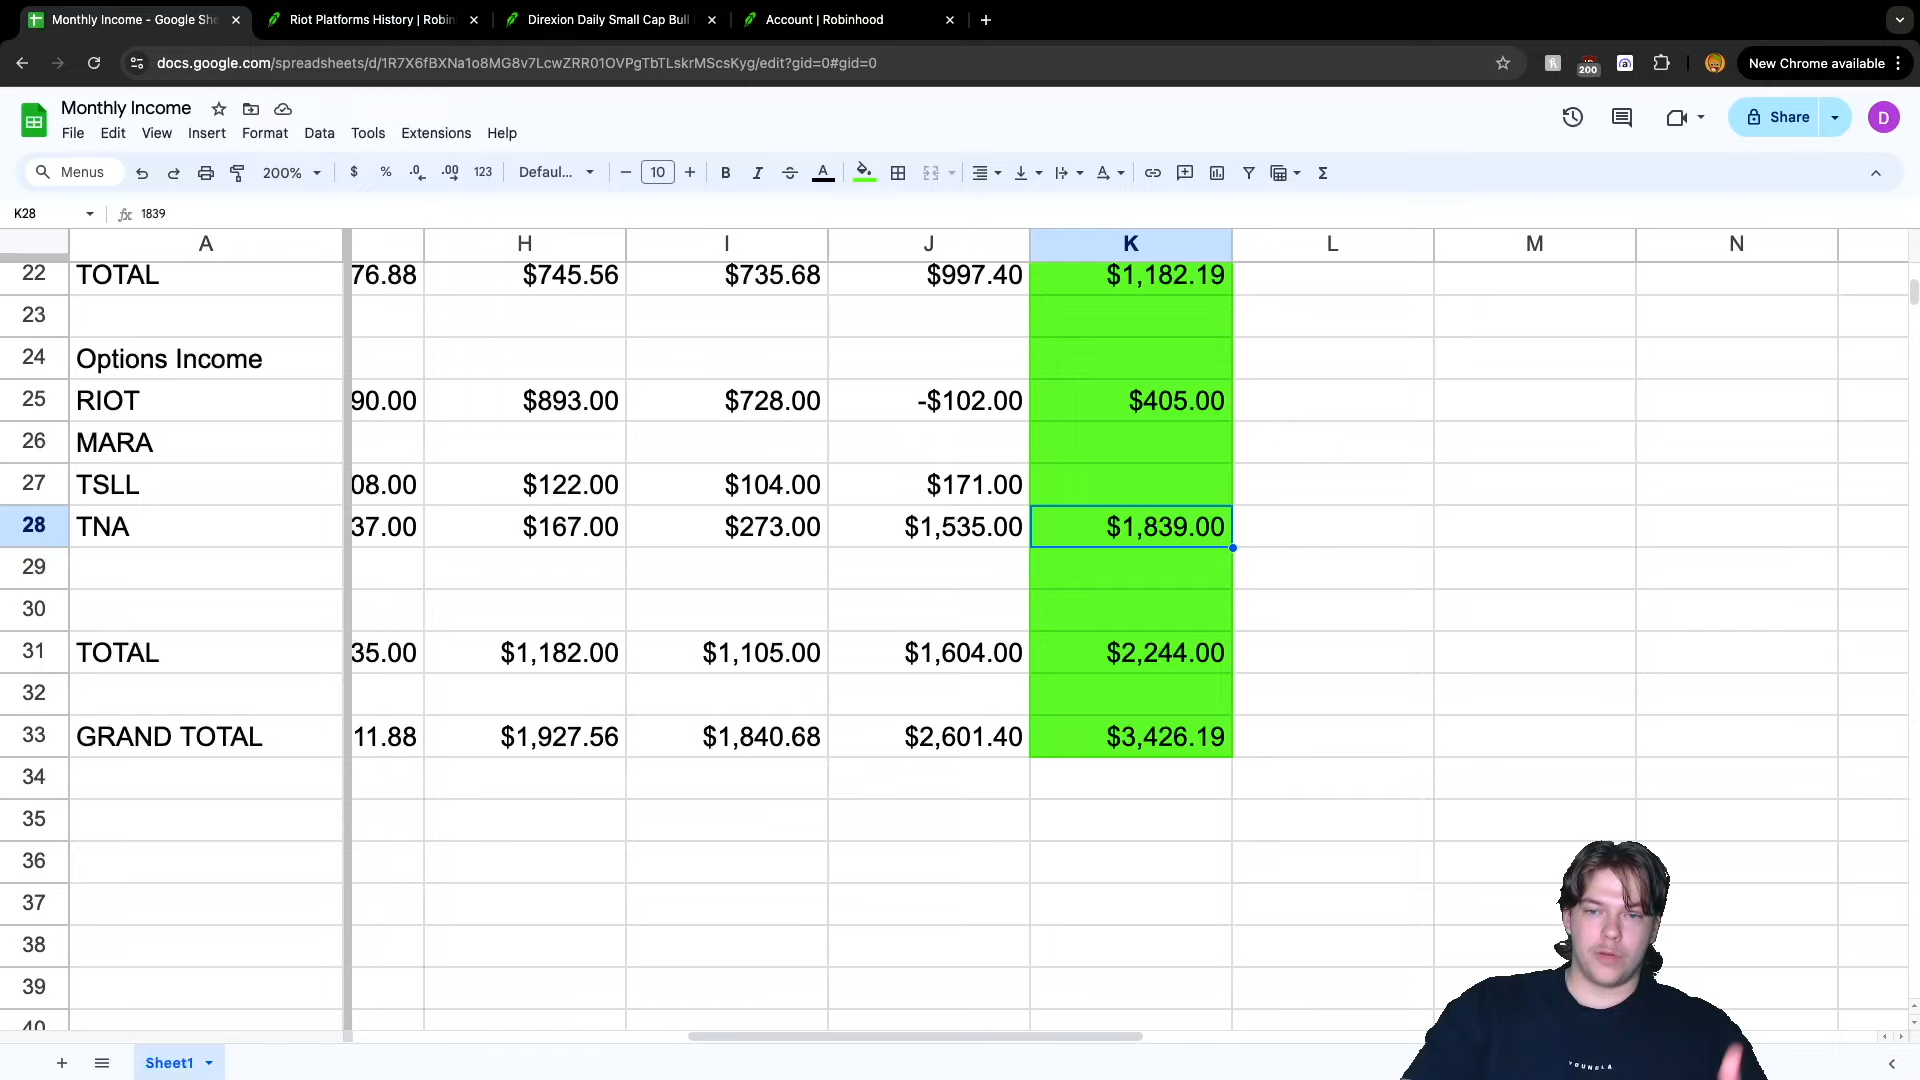 Monthly Income - Google She
Riot Platforms History | Robin
Direxion Daily Small Cap Bull
Account | Robinhood
docs.google.com/spreadsheets/d/1R7X6fBXNa1o8MG8v7LcwZRR01OVPgTbTLskrMScsKyg/edit?gid=0#gid=0
200
New Chrome available
Monthly Income
File Edit View Insert Format Data Tools Extensions Help
Share
D
Menus 200% $ % .0 .00 123 Defaul... 10 B I A
K28 fx 1839
A H I J K L M N
22 TOTAL 76.88 $745.56 $735.68 $997.40 $1,182.19
23
24 Options Income
25 RIOT 90.00 $893.00 $728.00 -$102.00 $405.00
26 MARA
27 TSLL 08.00 $122.00 $104.00 $171.00
28 TNA 37.00 $167.00 $273.00 $1,535.00 $1,839.00
29
30
31 TOTAL 35.00 $1,182.00 $1,105.00 $1,604.00 $2,244.00
32
33 GRAND TOTAL 11.88 $1,927.56 $1,840.68 $2,601.40 $3,426.19
34
35
36
37
38
39
40
YOUNGLA
Sheet1